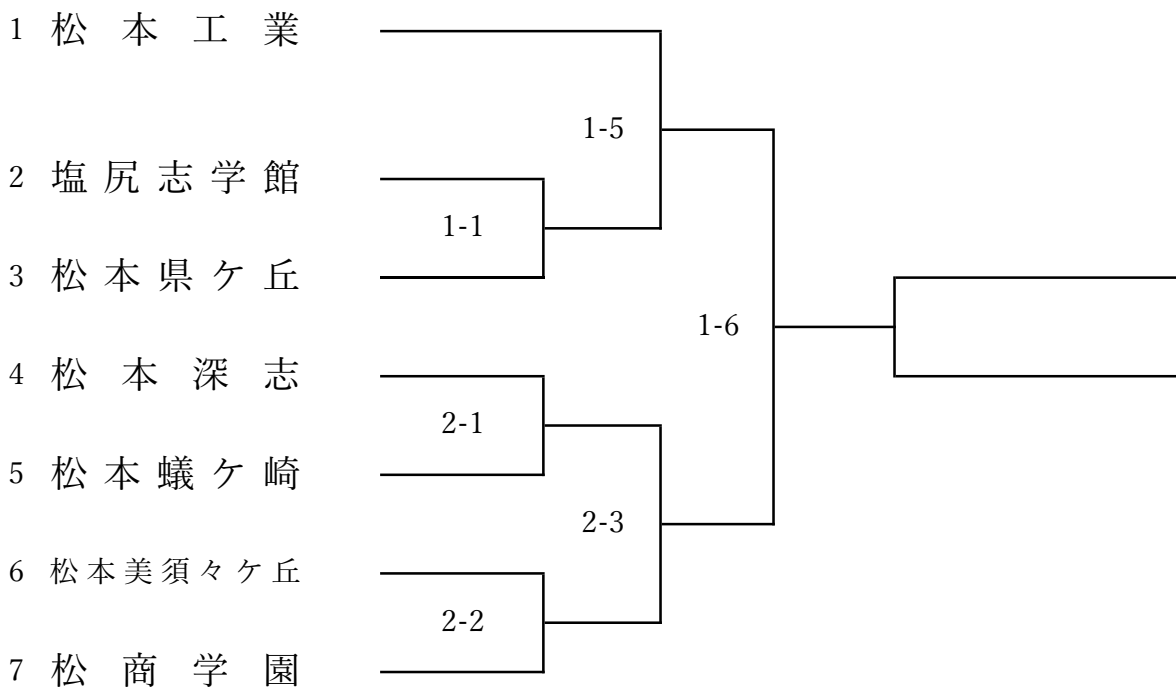 1 松本工業
1-5
2 塩尻志学館
1-1
3 松本県ケ丘
1-6
4 松本深志
2-1
5 松本蟻ケ崎
2-3
6 松本美須々ケ丘
2-2
7 松商学園